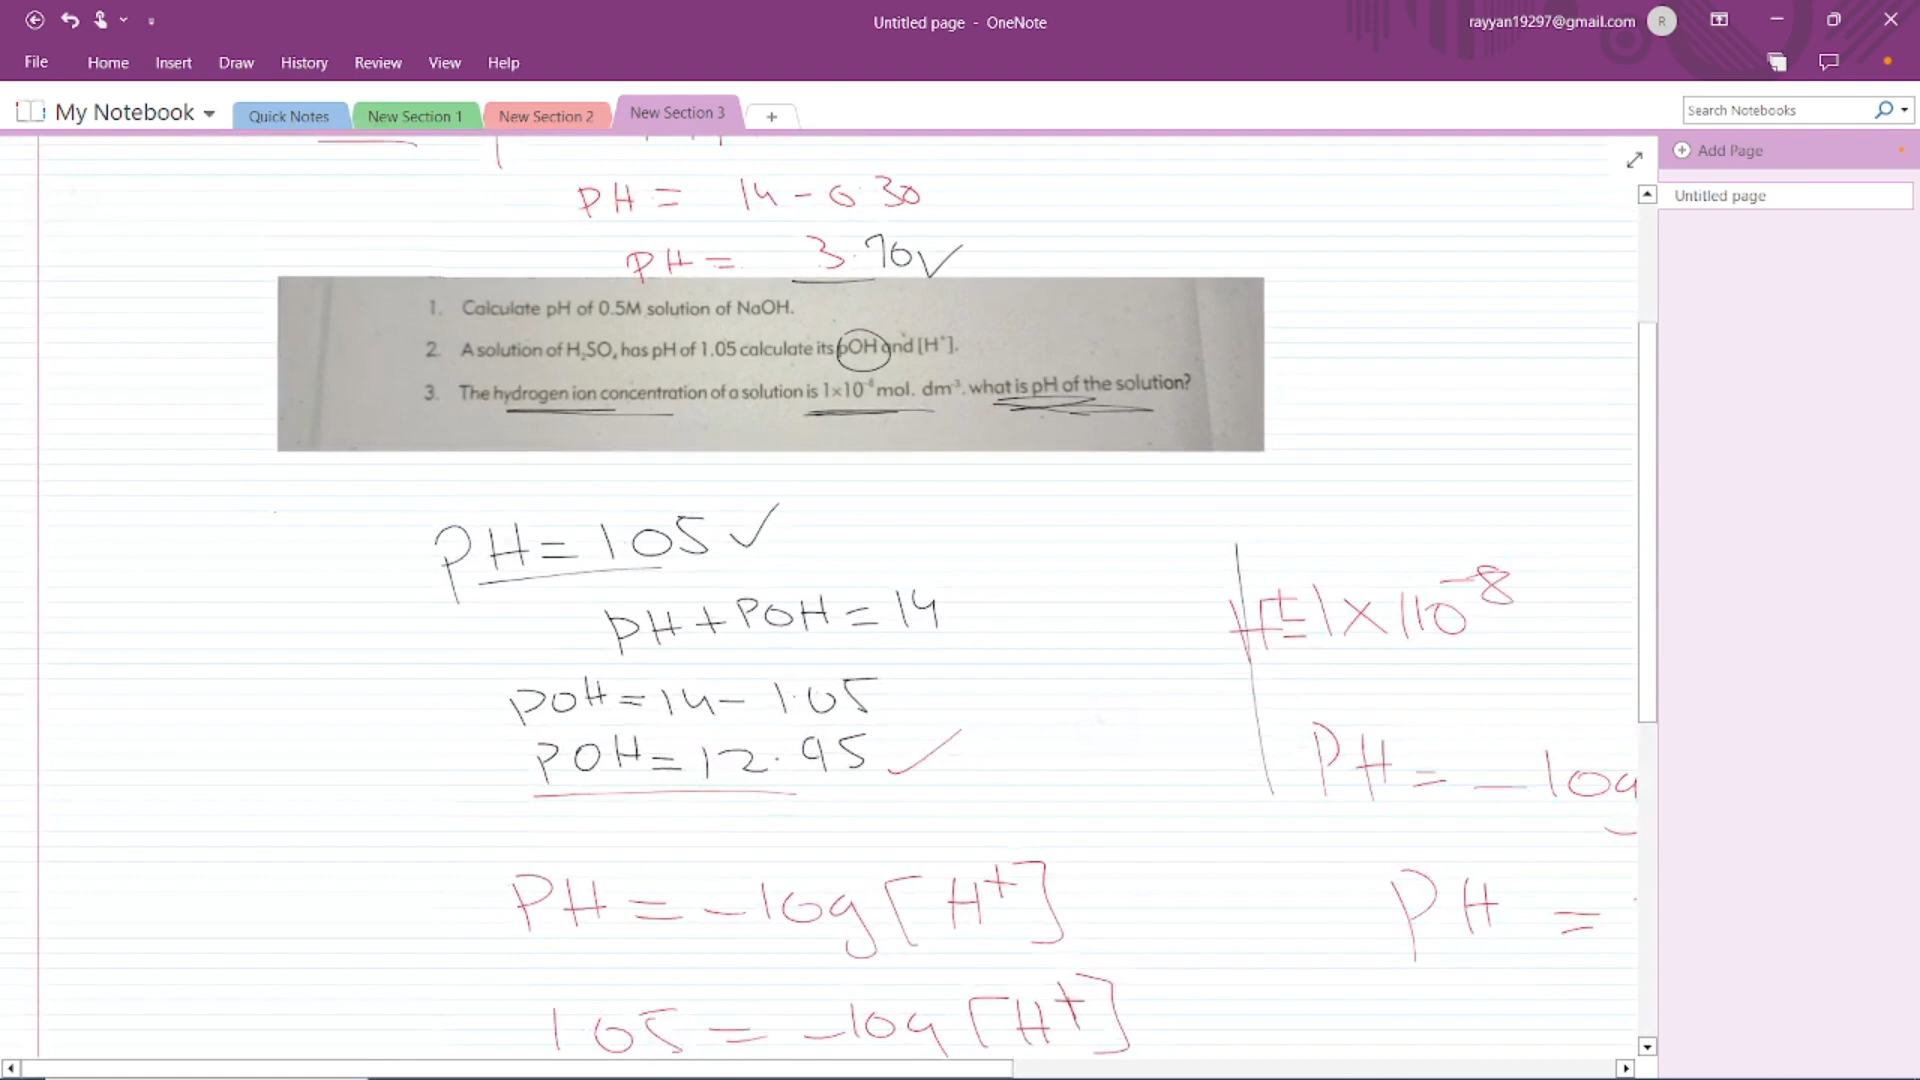 Untitled page - OneNote
rayyan19297@gmail.com R
File Home Insert Draw History Review View Help
My Notebook Quick Notes New Section 1 New Section 2 New Section 3 + Search Notebooks
Add Page
Untitled page
PH = 14 - 0.30
PH = 3.70
1. Calculate pH of 0.5M solution of NaOH.
2. A solution of H₂SO₄ has pH of 1.05 calculate its pOH and [H⁺].
3. The hydrogen ion concentration of a solution is 1×10⁻⁸ mol. dm⁻³. what is pH of the solution?
PH = 1.05
PH + POH = 14
POH = 14 - 1.05
POH = 12.95
PH = -log [H⁺]
1.05 = -log [H⁺]
H⁺ = 1 × 10⁻⁸
PH = -log
PH =